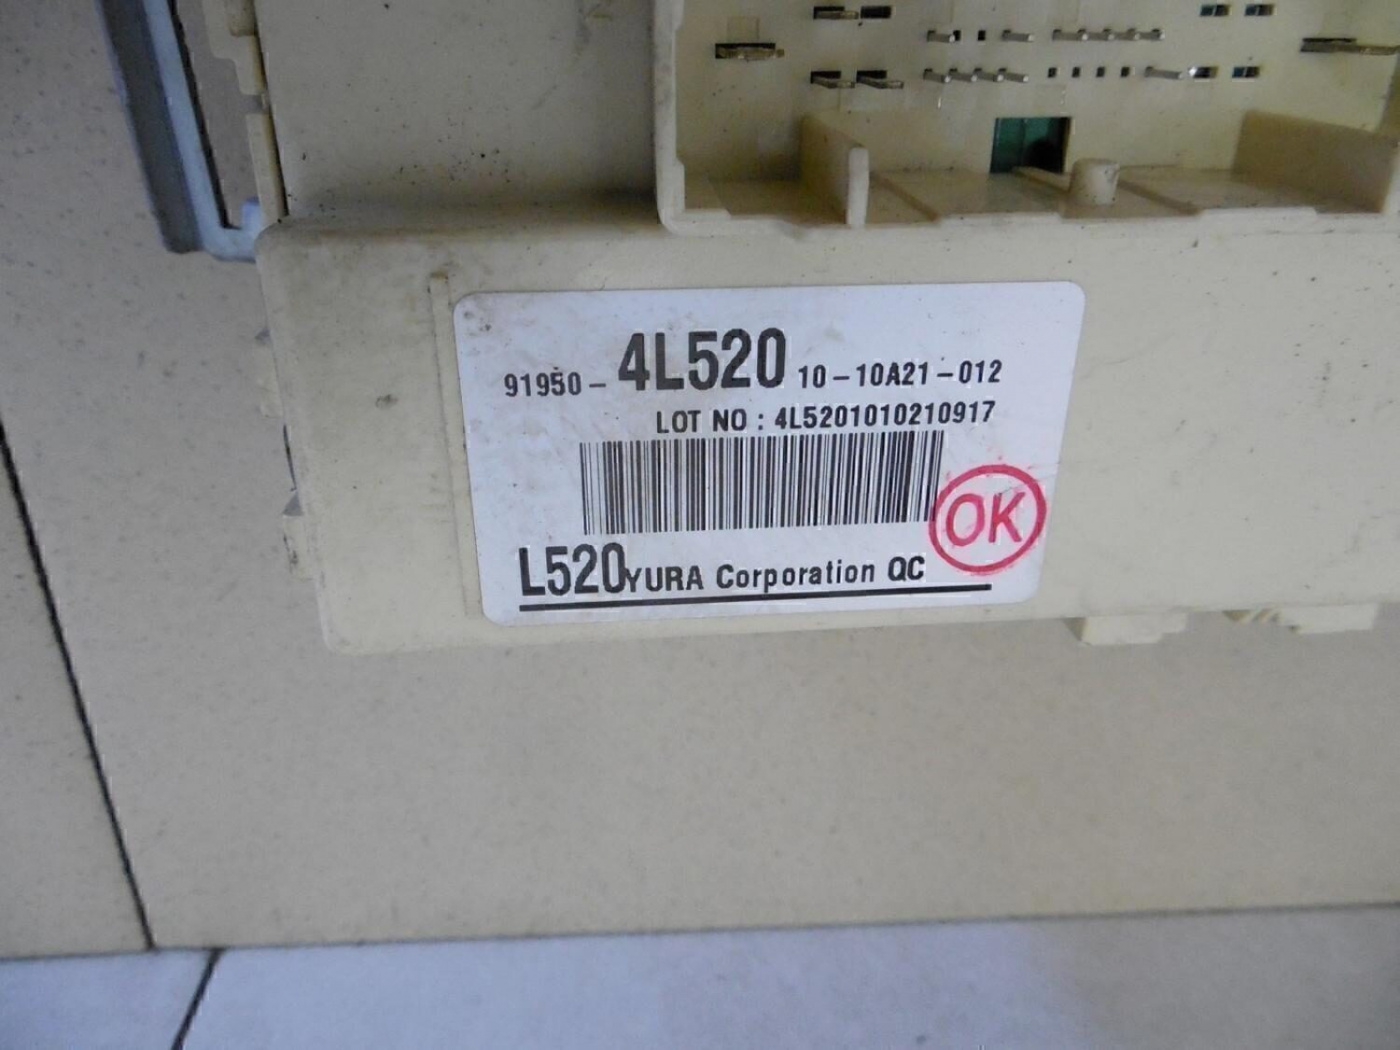 91950- 4L520 10-10A21-012
LOT NO : 4L5201010210917
OK
L520 YURA Corporation QC